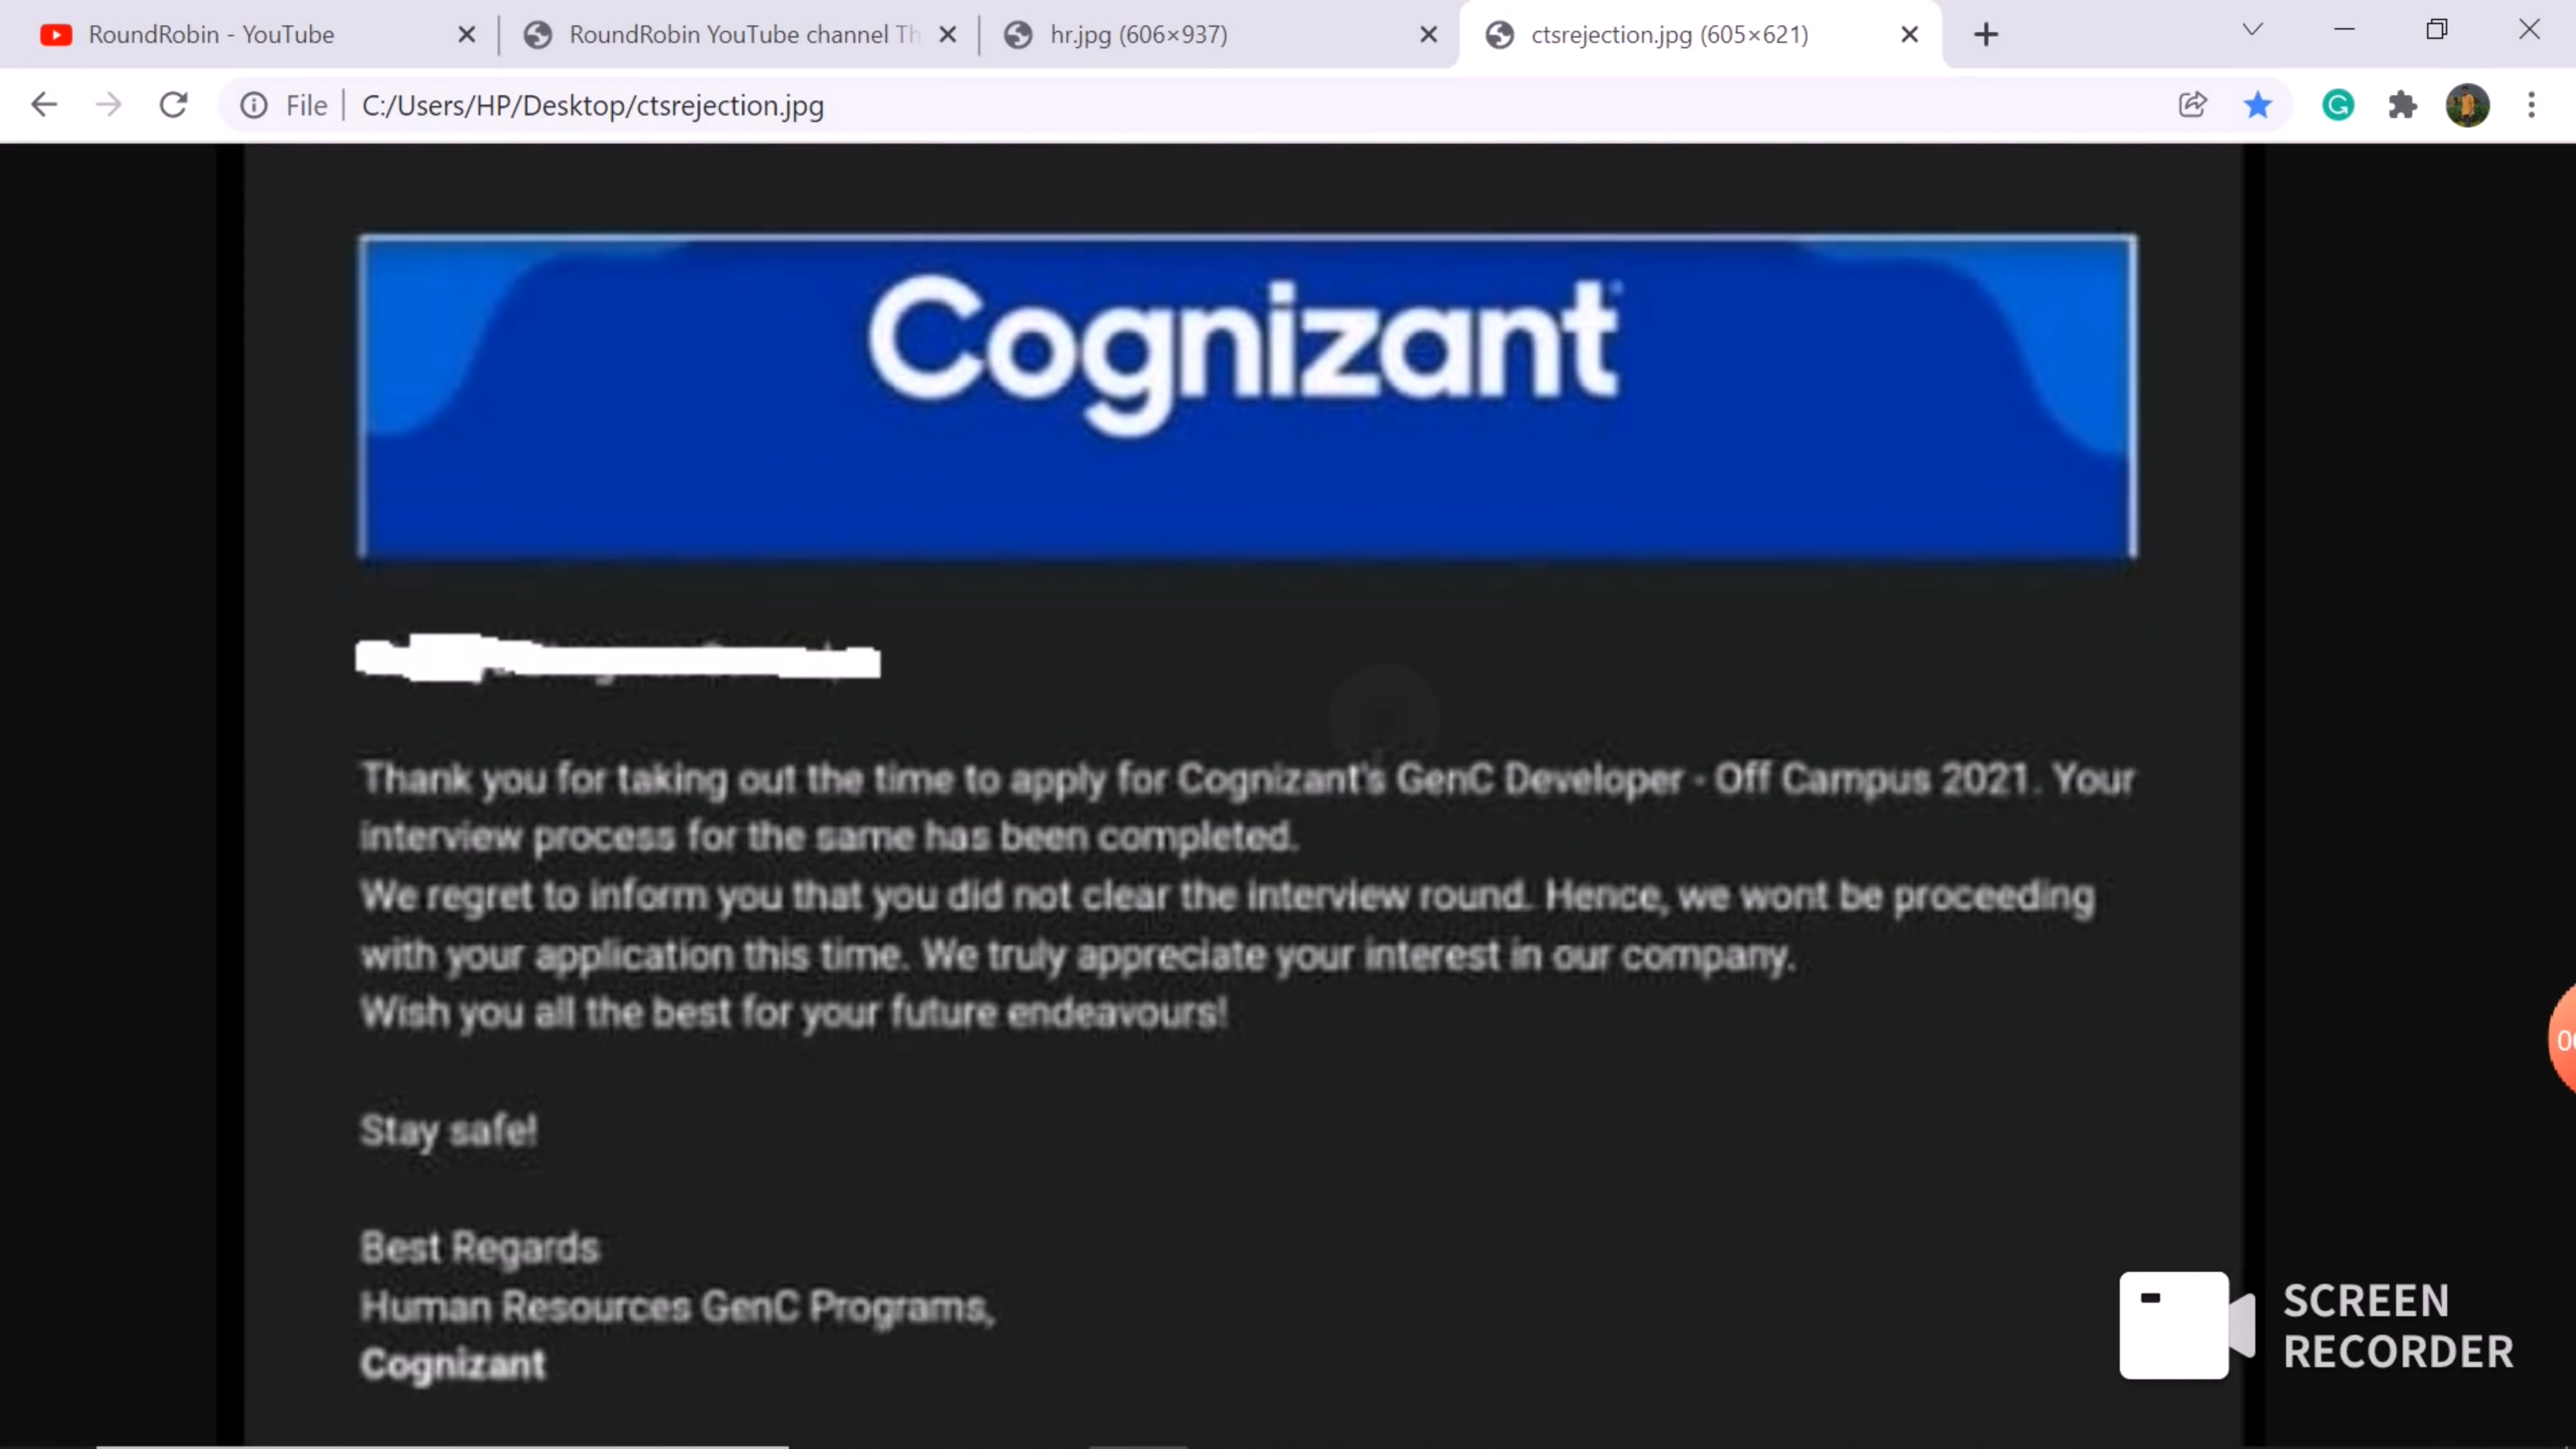 RoundRobin - YouTube
RoundRobin YouTube channel Th
hr.jpg (606×937)
ctsrejection.jpg (605×621)
File
C:/Users/HP/Desktop/ctsrejection.jpg
Cognizant
Thank you for taking out the time to apply for Cognizant's GenC Developer - Off Campus 2021. Your
interview process for the same has been completed.
We regret to inform you that you did not clear the interview round. Hence, we wont be proceeding
with your application this time. We truly appreciate your interest in our company.
Wish you all the best for your future endeavours!
Stay safe!
Best Regards
Human Resources GenC Programs,
Cognizant
SCREEN
RECORDER